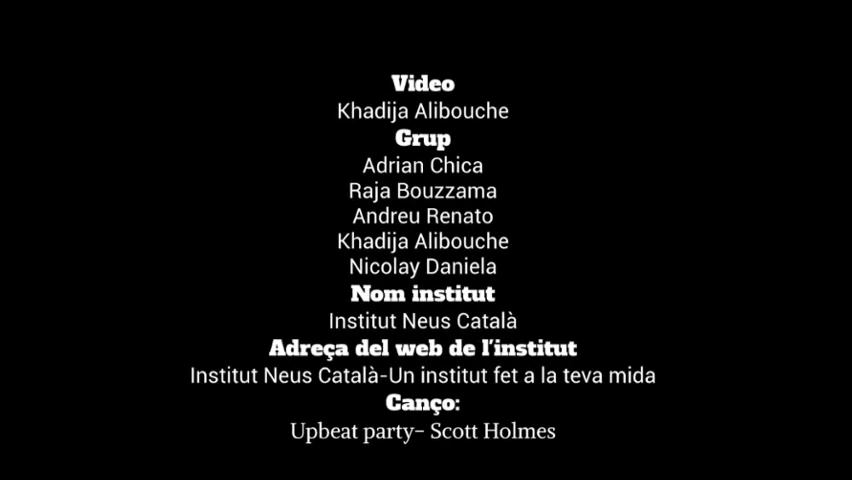 Video
Khadija Alibouche
Grup
Adrian Chica
Raja Bouzzama
Andreu Renato
Khadija Alibouche
Nicolay Daniela
Nom institut
Institut Neus Català
Adreça del web de l'institut
Institut Neus Català-Un institut fet a la teva mida
Canço:
Upbeat party– Scott Holmes